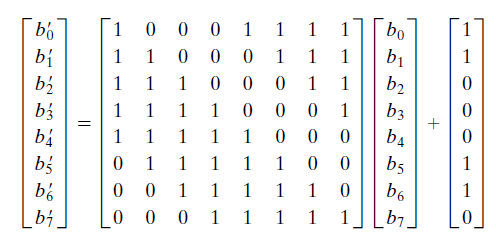 b′0 1 0 0 0 1 1 1 1 b0 1
b′1 1 1 0 0 0 1 1 1 b1 1
b′2 1 1 1 0 0 0 1 1 b2 0
b′3 = 1 1 1 1 0 0 0 1 b3 + 0
b′4 1 1 1 1 1 0 0 0 b4 0
b′5 0 1 1 1 1 1 0 0 b5 1
b′6 0 0 1 1 1 1 1 0 b6 1
b′7 0 0 0 1 1 1 1 1 b7 0